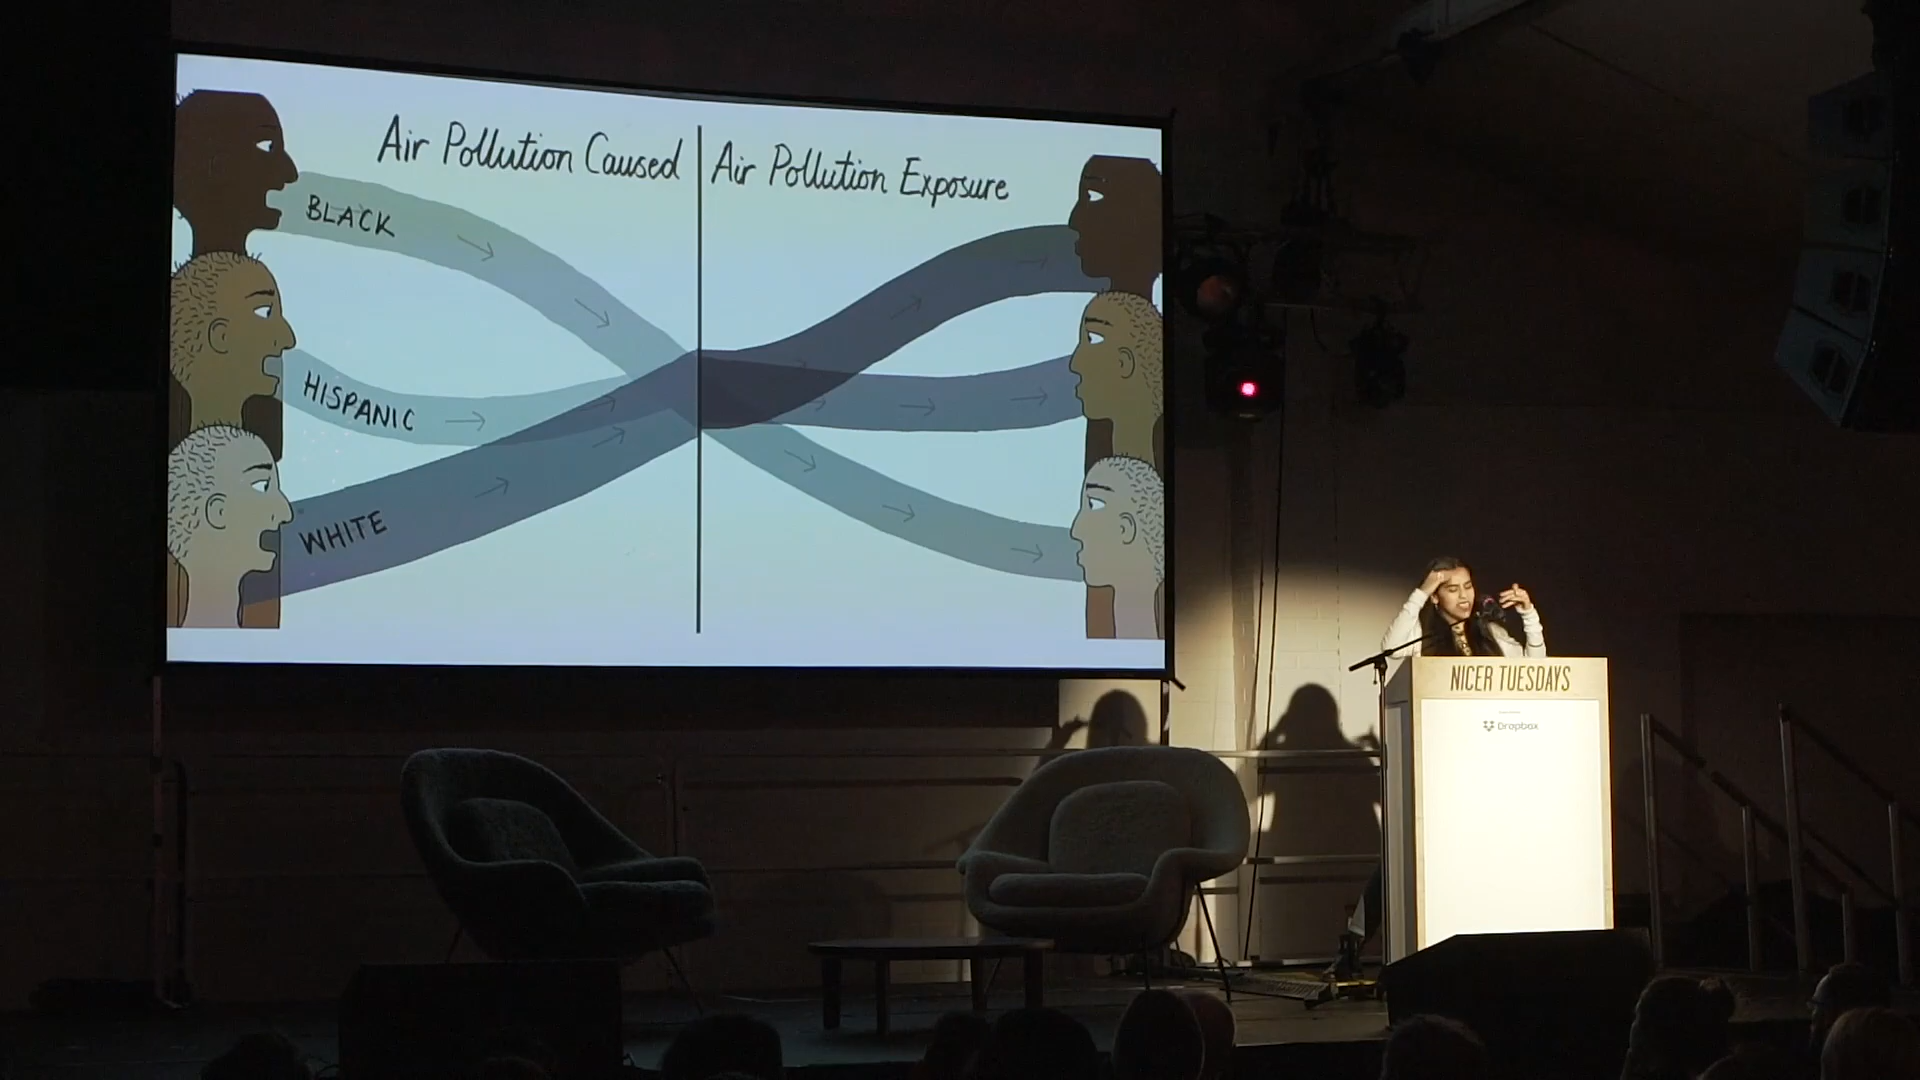 Air Pollution Caused
Air Pollution Exposure
BLACK
HISPANIC
WHITE
NICER TUESDAYS
Dropbox